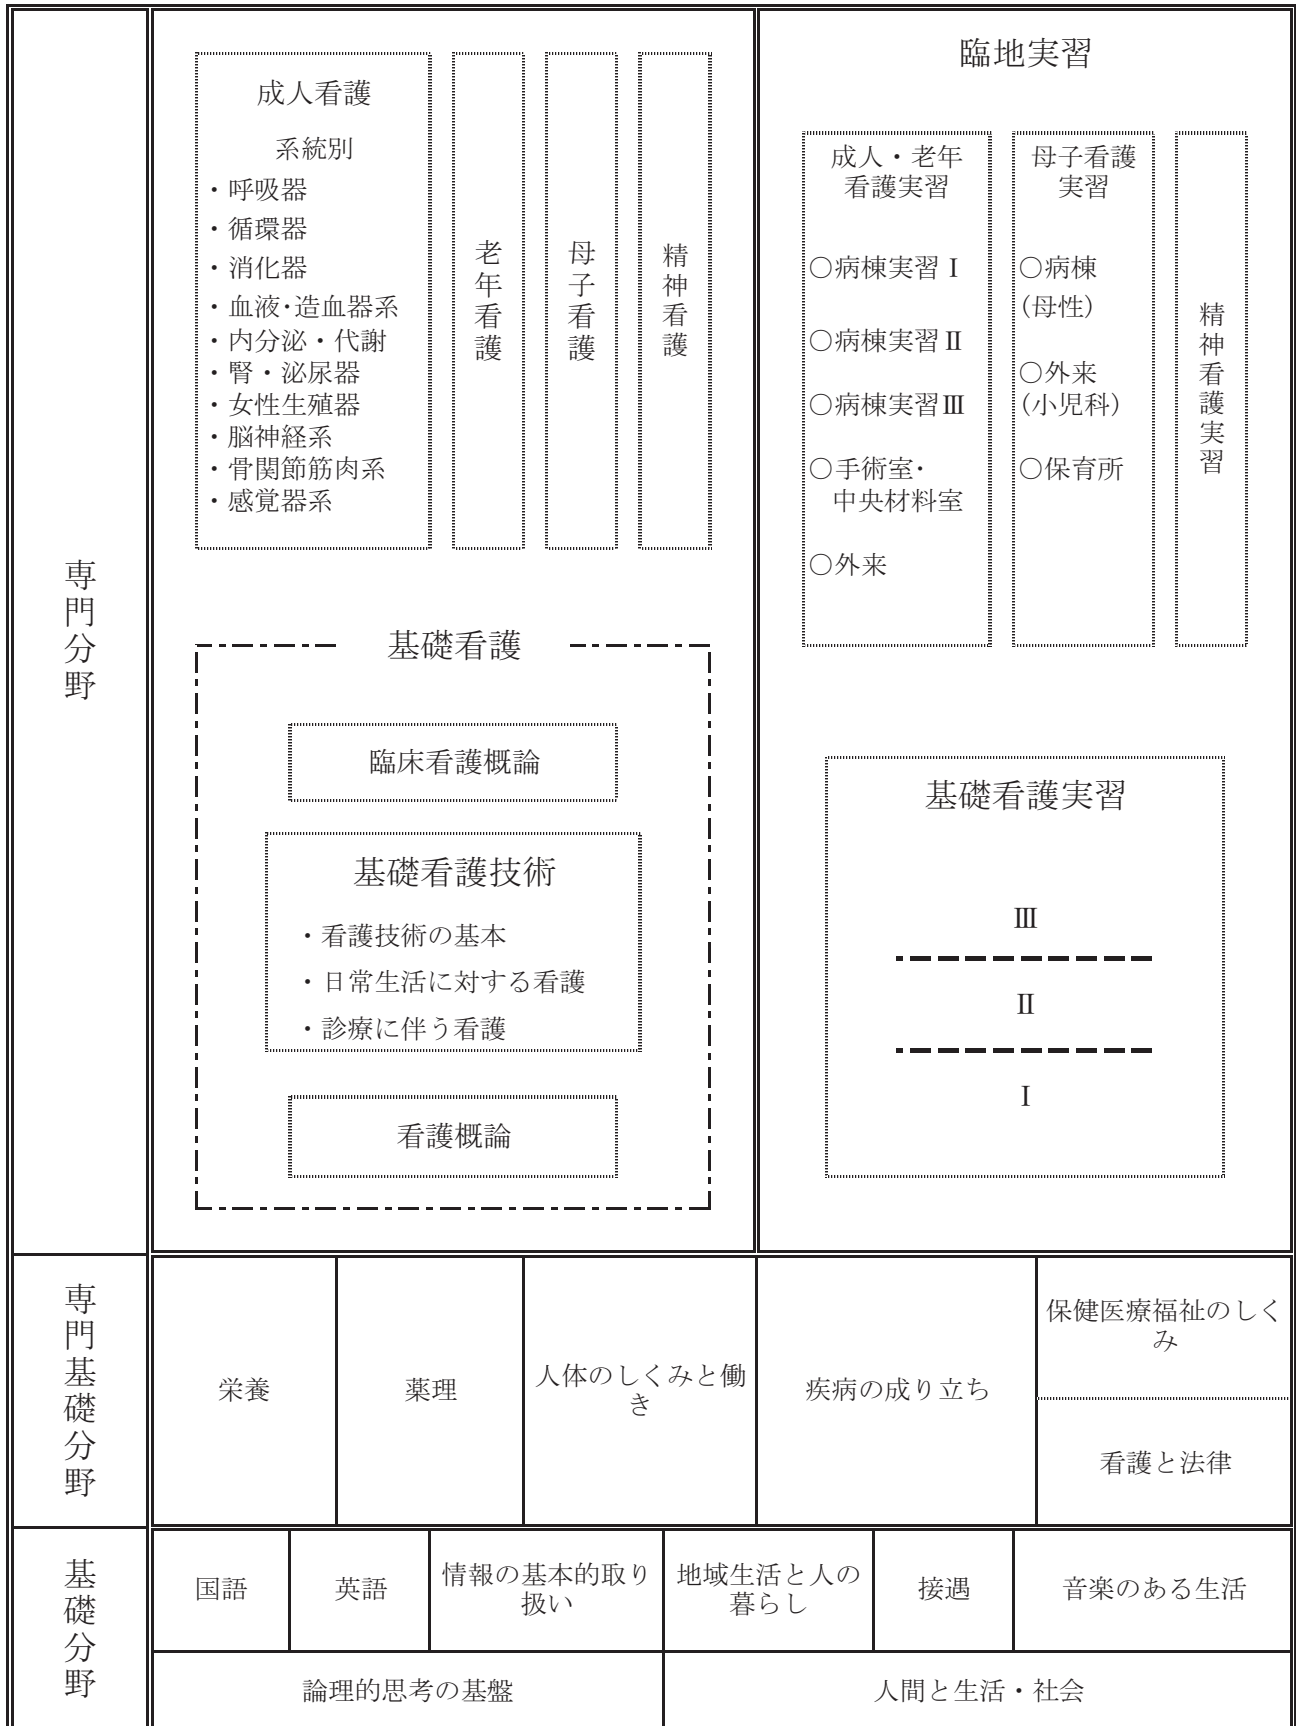 専門分野
成人看護
系統別
・呼吸器
・循環器
・消化器
・血液・造血器系
・内分泌・代謝
・腎・泌尿器
・女性生殖器
・脳神経系
・骨関節筋肉系
・感覚器系
老年看護
母子看護
精神看護
基礎看護
臨床看護概論
基礎看護技術
・看護技術の基本
・日常生活に対する看護
・診療に伴う看護
看護概論
臨地実習
成人・老年
看護実習
○病棟実習Ⅰ
○病棟実習Ⅱ
○病棟実習Ⅲ
○手術室・
中央材料室
○外来
母子看護
実習
○病棟
(母性)
○外来
(小児科)
○保育所
精神看護実習
基礎看護実習
Ⅲ
Ⅱ
Ⅰ
専門基礎分野
栄養
薬理
人体のしくみと働
き
疾病の成り立ち
保健医療福祉のしく
み
看護と法律
基礎分野
国語
英語
情報の基本的取り
扱い
地域生活と人の
暮らし
接遇
音楽のある生活
論理的思考の基盤
人間と生活・社会